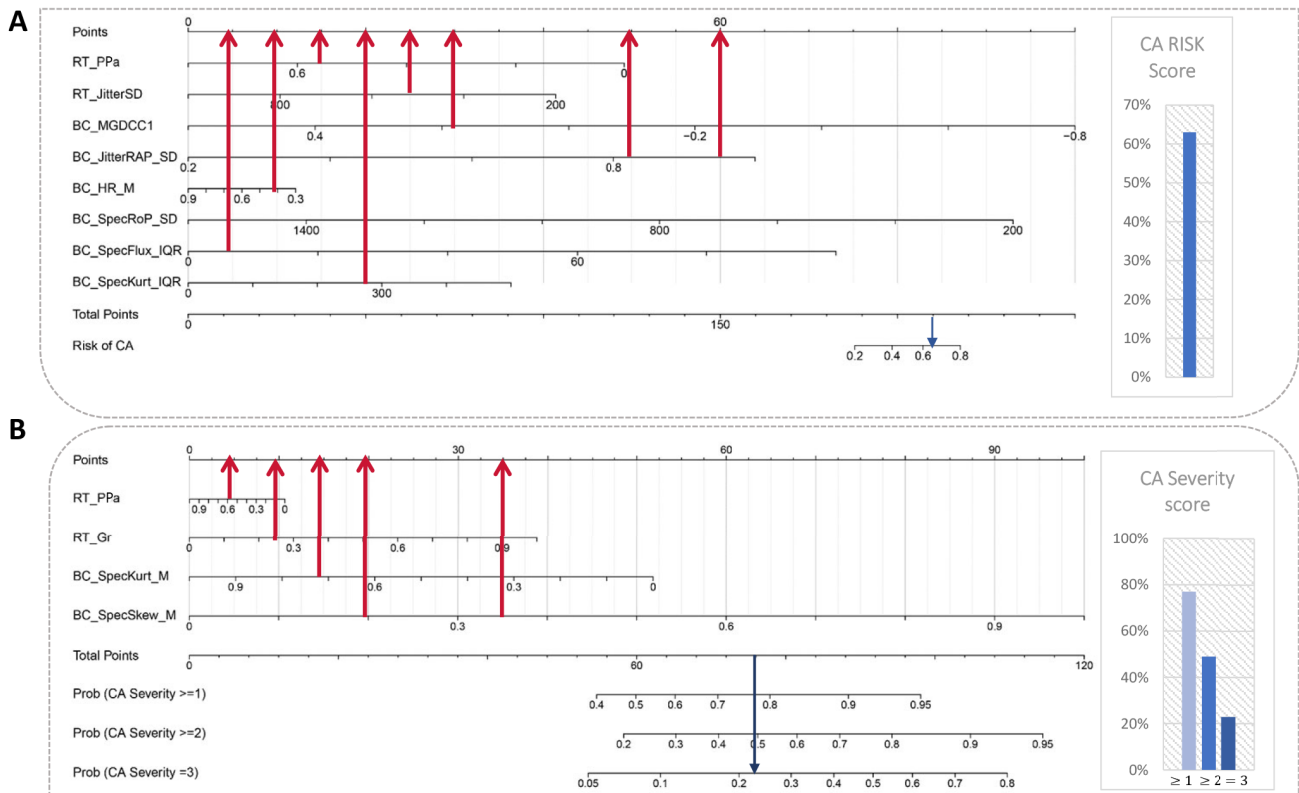 A
0 60
Points
CA RISK
Score
RT_PPa
0.6 0
RT_JitterSD
800 200
BC_MGDCC1
0.4 −0.2 −0.8
BC_JitterRAP_SD
0.2 0.8
BC_HR_M
0.9 0.6 0.3
BC_SpecRoP_SD
1400 800 200
BC_SpecFlux_IQR
0 60
BC_SpecKurt_IQR
0 300
Total Points
0 150
Risk of CA
0.2 0.4 0.6 0.8
70%
60%
50%
40%
30%
20%
10%
0%
B
0 30 60 90
Points
RT_PPa
0.9 0.6 0.3 0
RT_Gr
0 0.3 0.6 0.9
BC_SpecKurt_M
0.9 0.6 0.3 0
BC_SpecSkew_M
0 0.3 0.6 0.9
Total Points
0 60 120
Prob (CA Severity >=1)
0.4 0.5 0.6 0.7 0.8 0.9 0.95
Prob (CA Severity >=2)
0.2 0.3 0.4 0.5 0.6 0.7 0.8 0.9 0.95
Prob (CA Severity =3)
0.05 0.1 0.2 0.3 0.4 0.5 0.6 0.7 0.8
CA Severity
score
100%
80%
60%
40%
20%
0%
≥ 1 ≥ 2 = 3